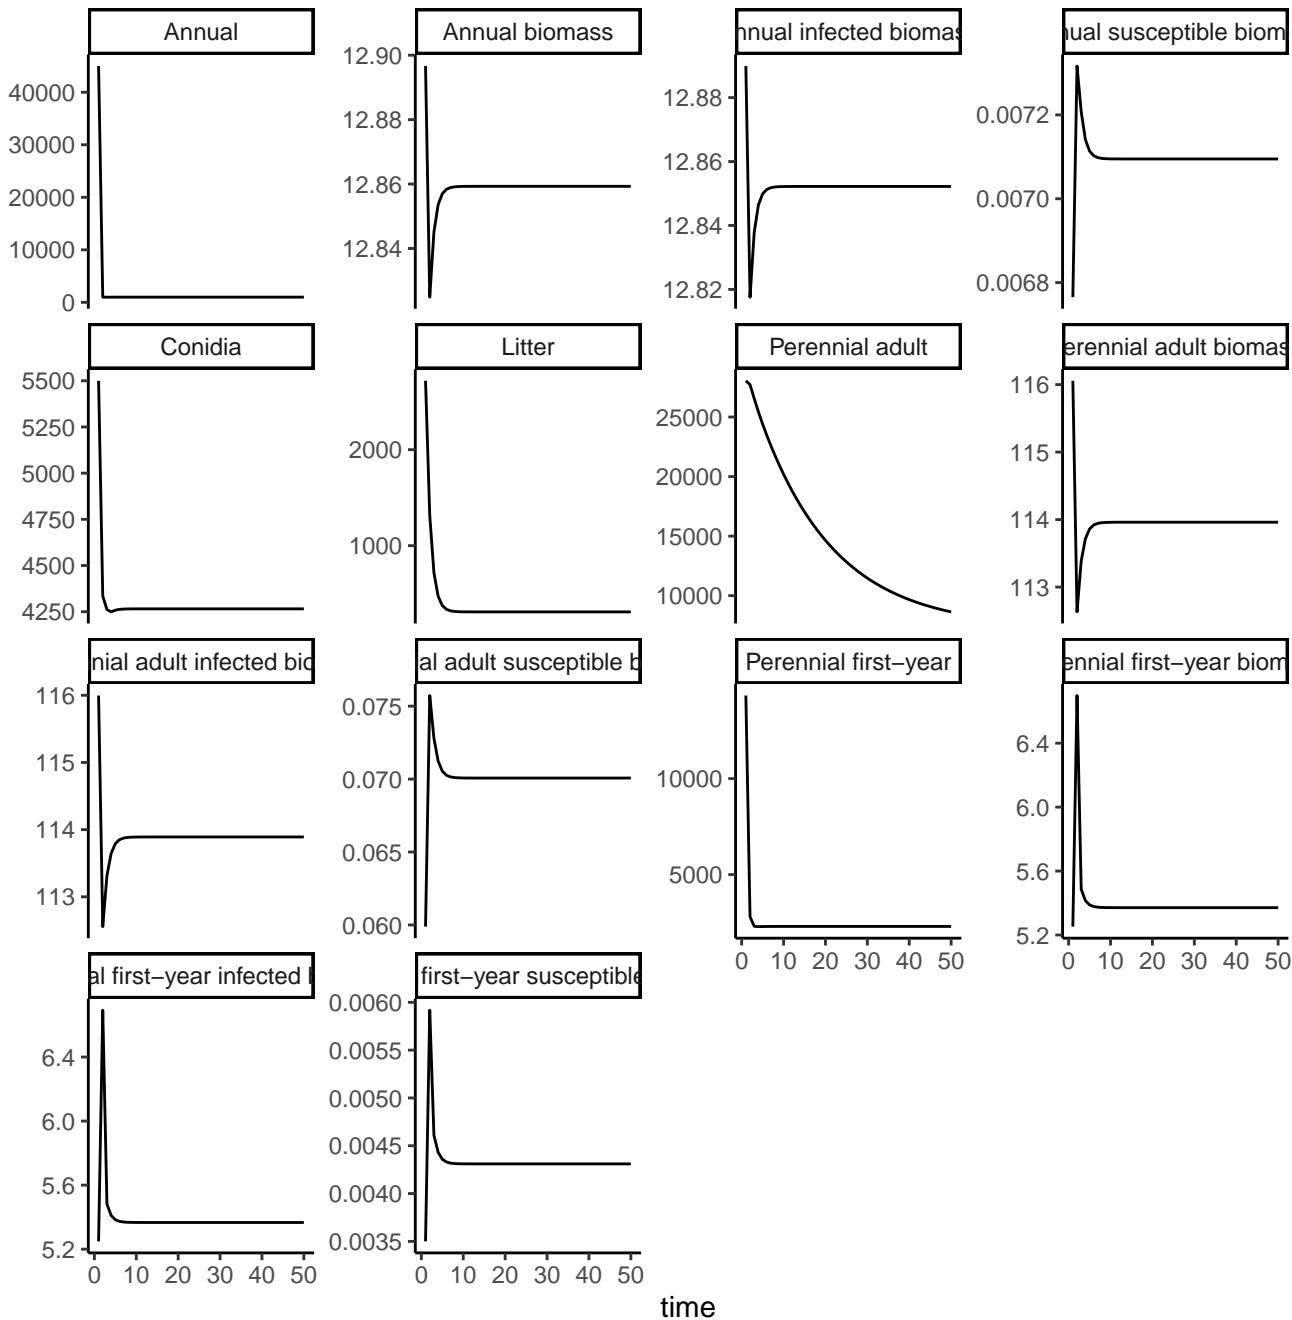 Annual
Annual biomass
nnual infected biomas
nual susceptible biom
40000
30000
20000
10000
0
12.90
12.88
12.86
12.84
12.88
12.86
12.84
12.82
0.0072
0.0070
0.0068
Conidia
Litter
Perennial adult
erennial adult biomas
5500
5250
5000
4750
4500
4250
2000
1000
25000
20000
15000
10000
116
115
114
113
nial adult infected bio
al adult susceptible b
Perennial first−year
ennial first−year biom
116
115
114
113
0.075
0.070
0.065
0.060
10000
5000
0 10 20 30 40 50
6.4
6.0
5.6
5.2
0 10 20 30 40 50
al first−year infected b
first−year susceptible
6.4
6.0
5.6
5.2
0 10 20 30 40 50
0.0060
0.0055
0.0050
0.0045
0.0040
0.0035
0 10 20 30 40 50
time